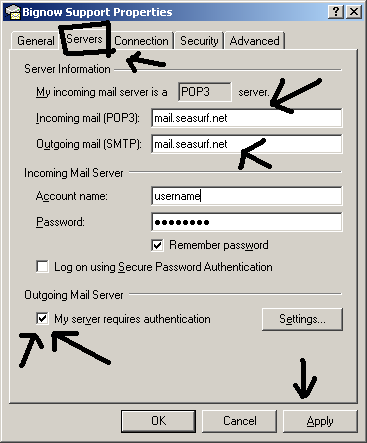 Bignow Support Properties
General Servers Connection Security Advanced
Server Information
My incoming mail server is a POP3 server.
Incoming mail (POP3): mail.seasurf.net
Outgoing mail (SMTP): mail.seasurf.net
Incoming Mail Server
Account name: username
Password: ●●●●●●●●
Remember password
Log on using Secure Password Authentication
Outgoing Mail Server
My server requires authentication Settings...
OK Cancel Apply